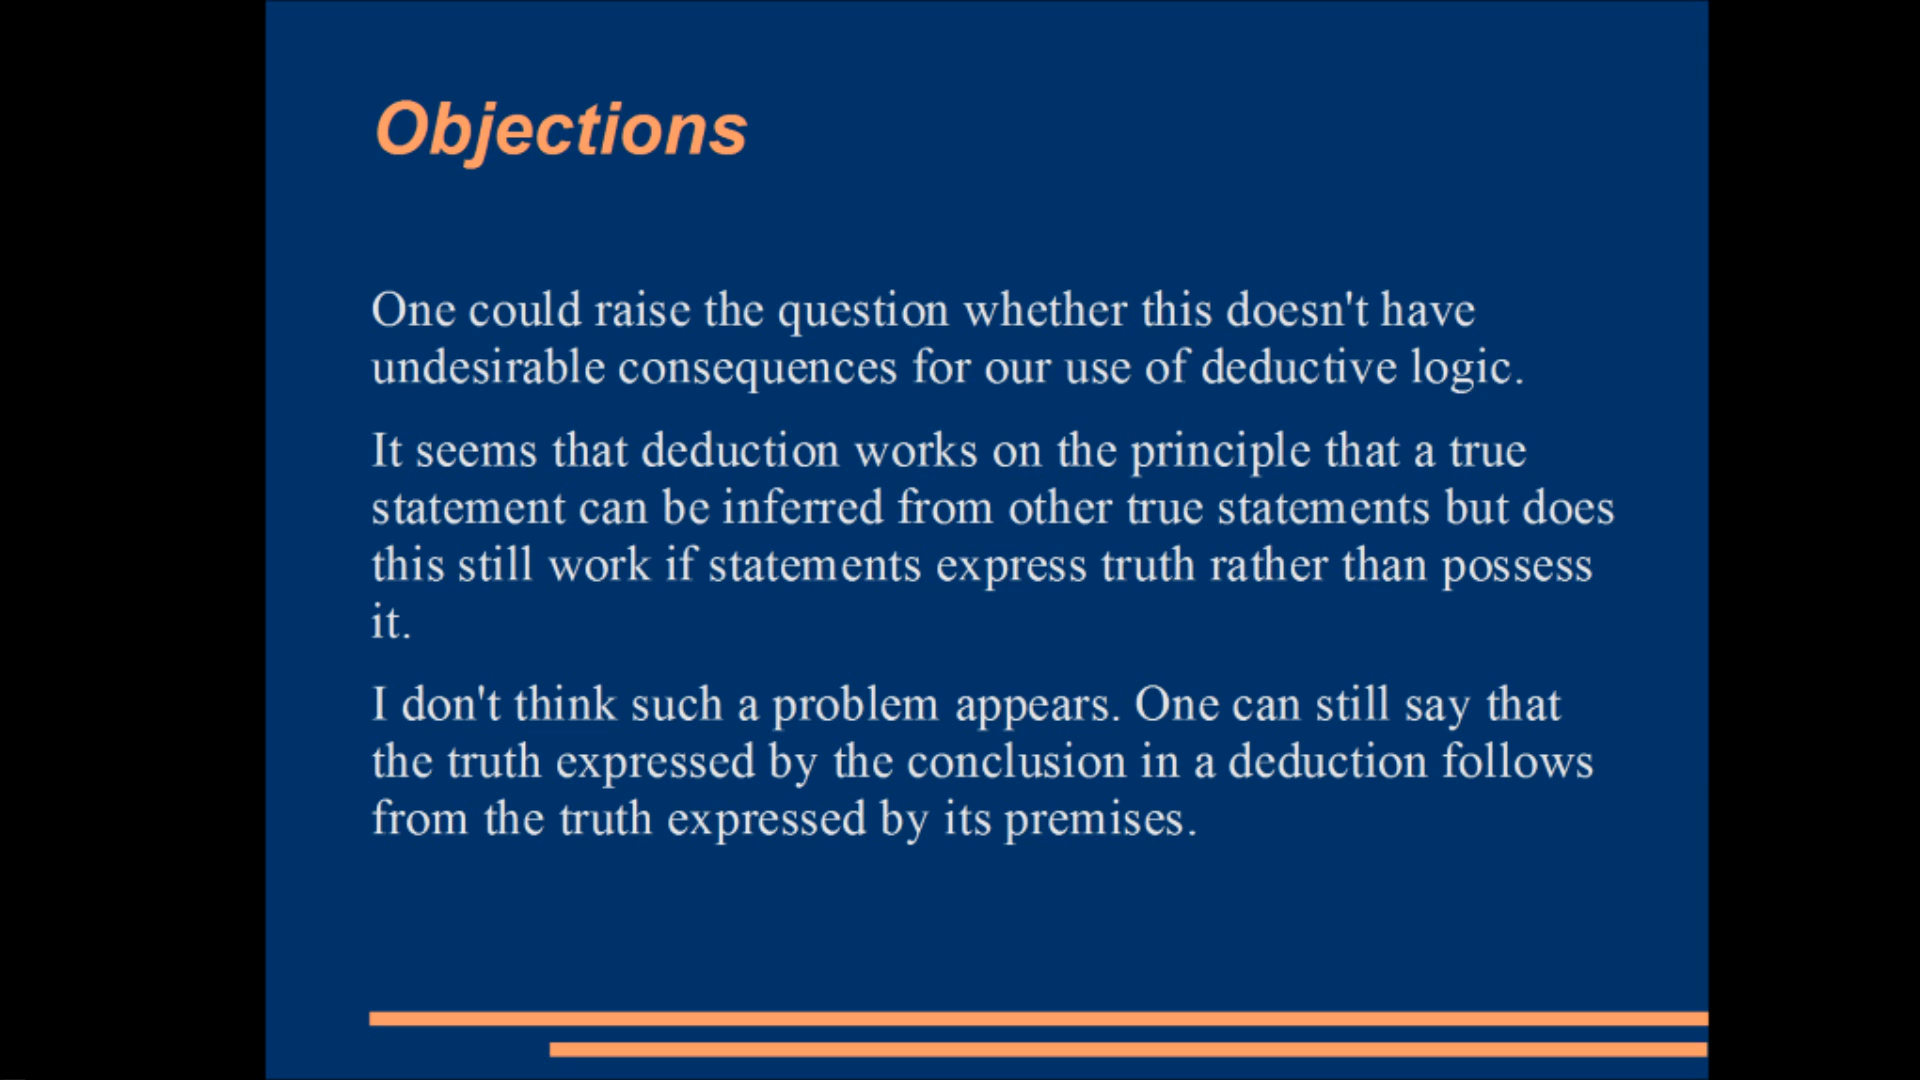 Objections
One could raise the question whether this doesn't have
undesirable consequences for our use of deductive logic.
It seems that deduction works on the principle that a true
statement can be inferred from other true statements but does
this still work if statements express truth rather than possess
it.
I don't think such a problem appears. One can still say that
the truth expressed by the conclusion in a deduction follows
from the truth expressed by its premises.